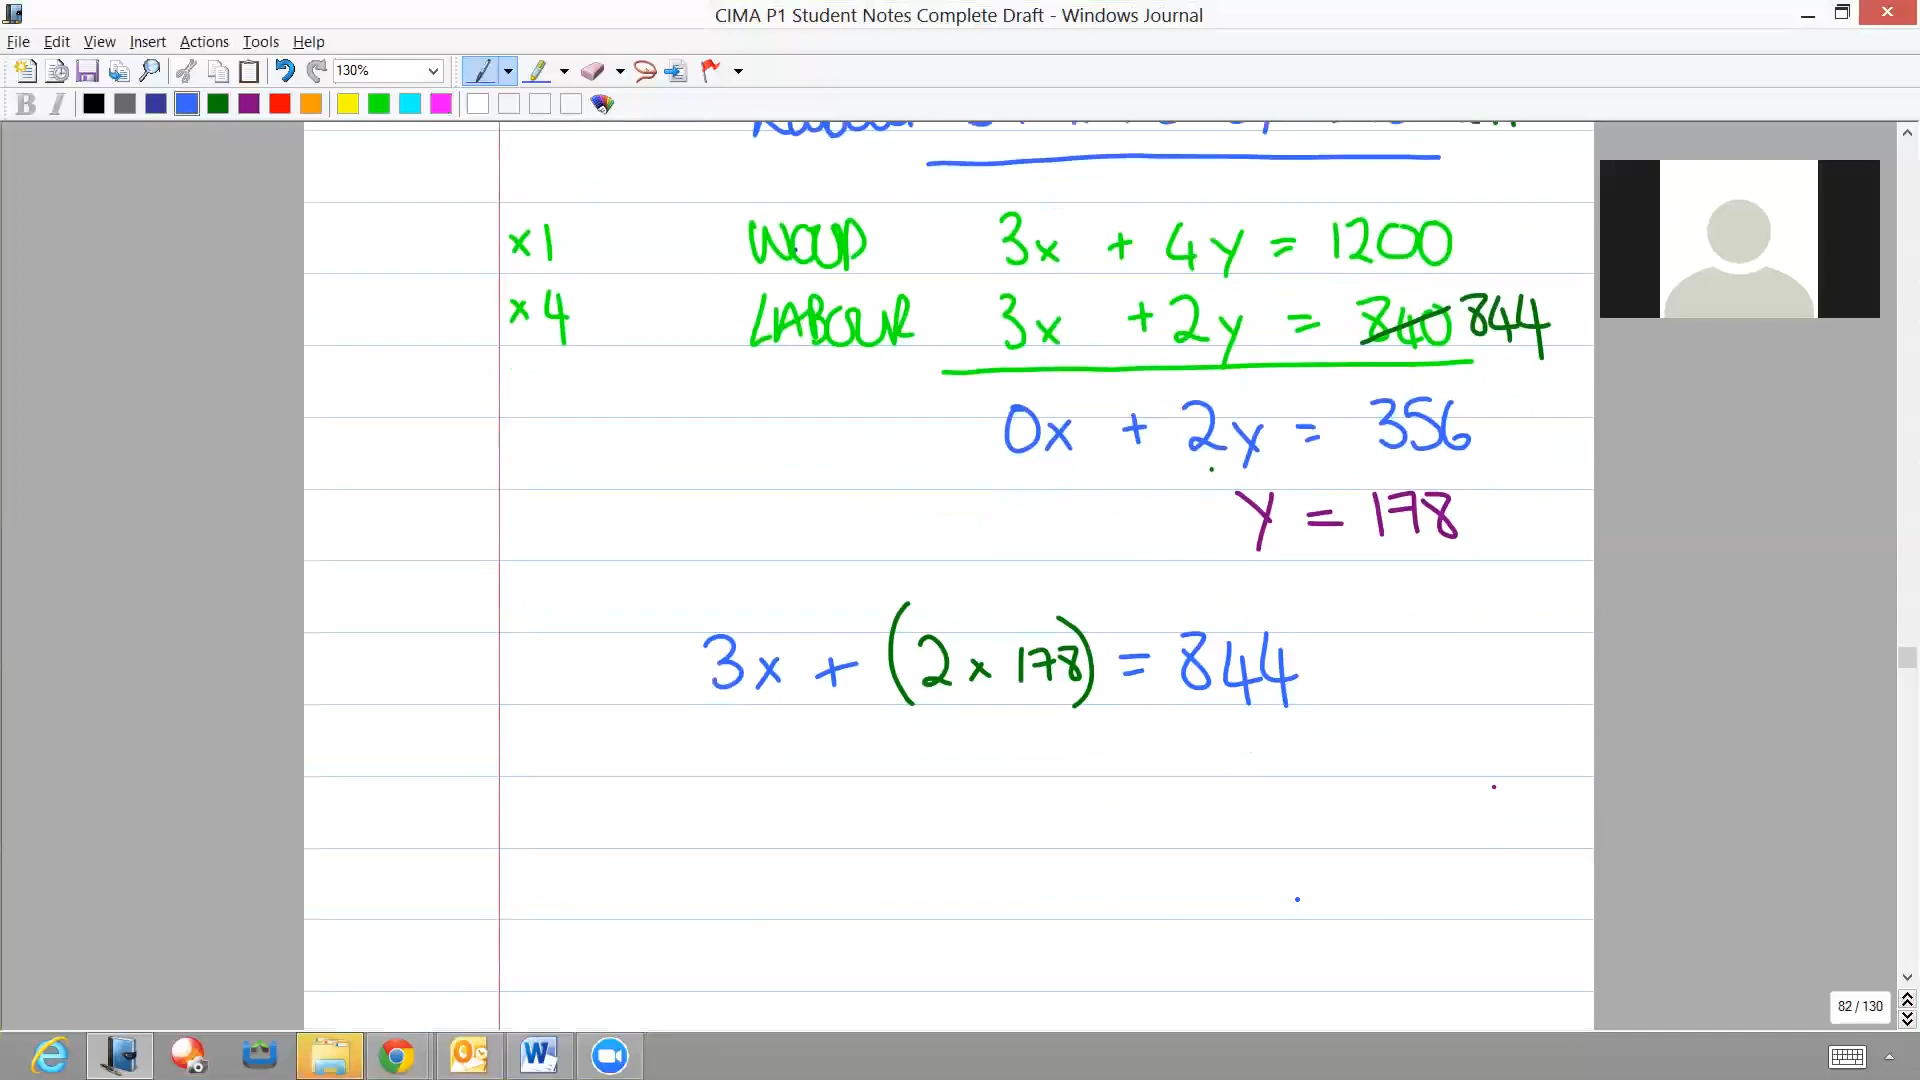 CIMA P1 Student Notes Complete Draft - Windows Journal
File Edit View Insert Actions Tools Help
130%
B I
x1 WOOD 3x + 4y = 1200
x4 LABOUR 3x + 2y = 840 844
0x + 2y = 356
y = 178
3x + (2 x 178) = 844
82 / 130